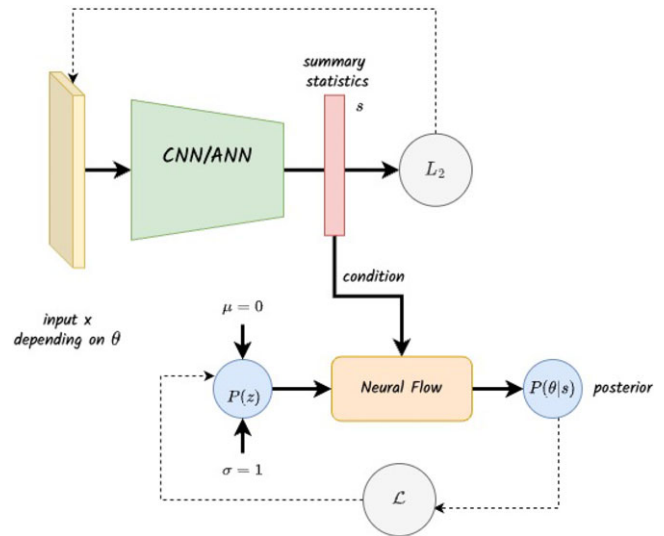 summary
statistics
s
CNN/ANN
L₂
condition
input x
depending on θ
μ = 0
P(z)
Neural Flow
P(θ|s)
posterior
σ = 1
ℒ